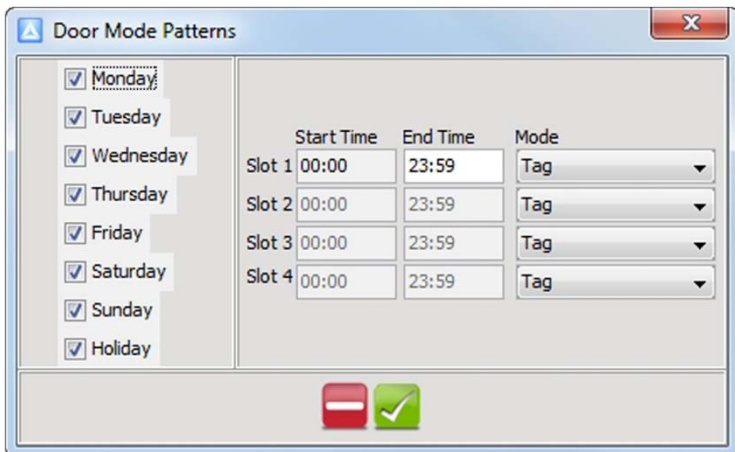 Door Mode Patterns
Monday
Tuesday
Wednesday
Thursday
Friday
Saturday
Sunday
Holiday
Start Time End Time Mode
Slot 1 00:00 23:59 Tag
Slot 2 00:00 23:59 Tag
Slot 3 00:00 23:59 Tag
Slot 4 00:00 23:59 Tag